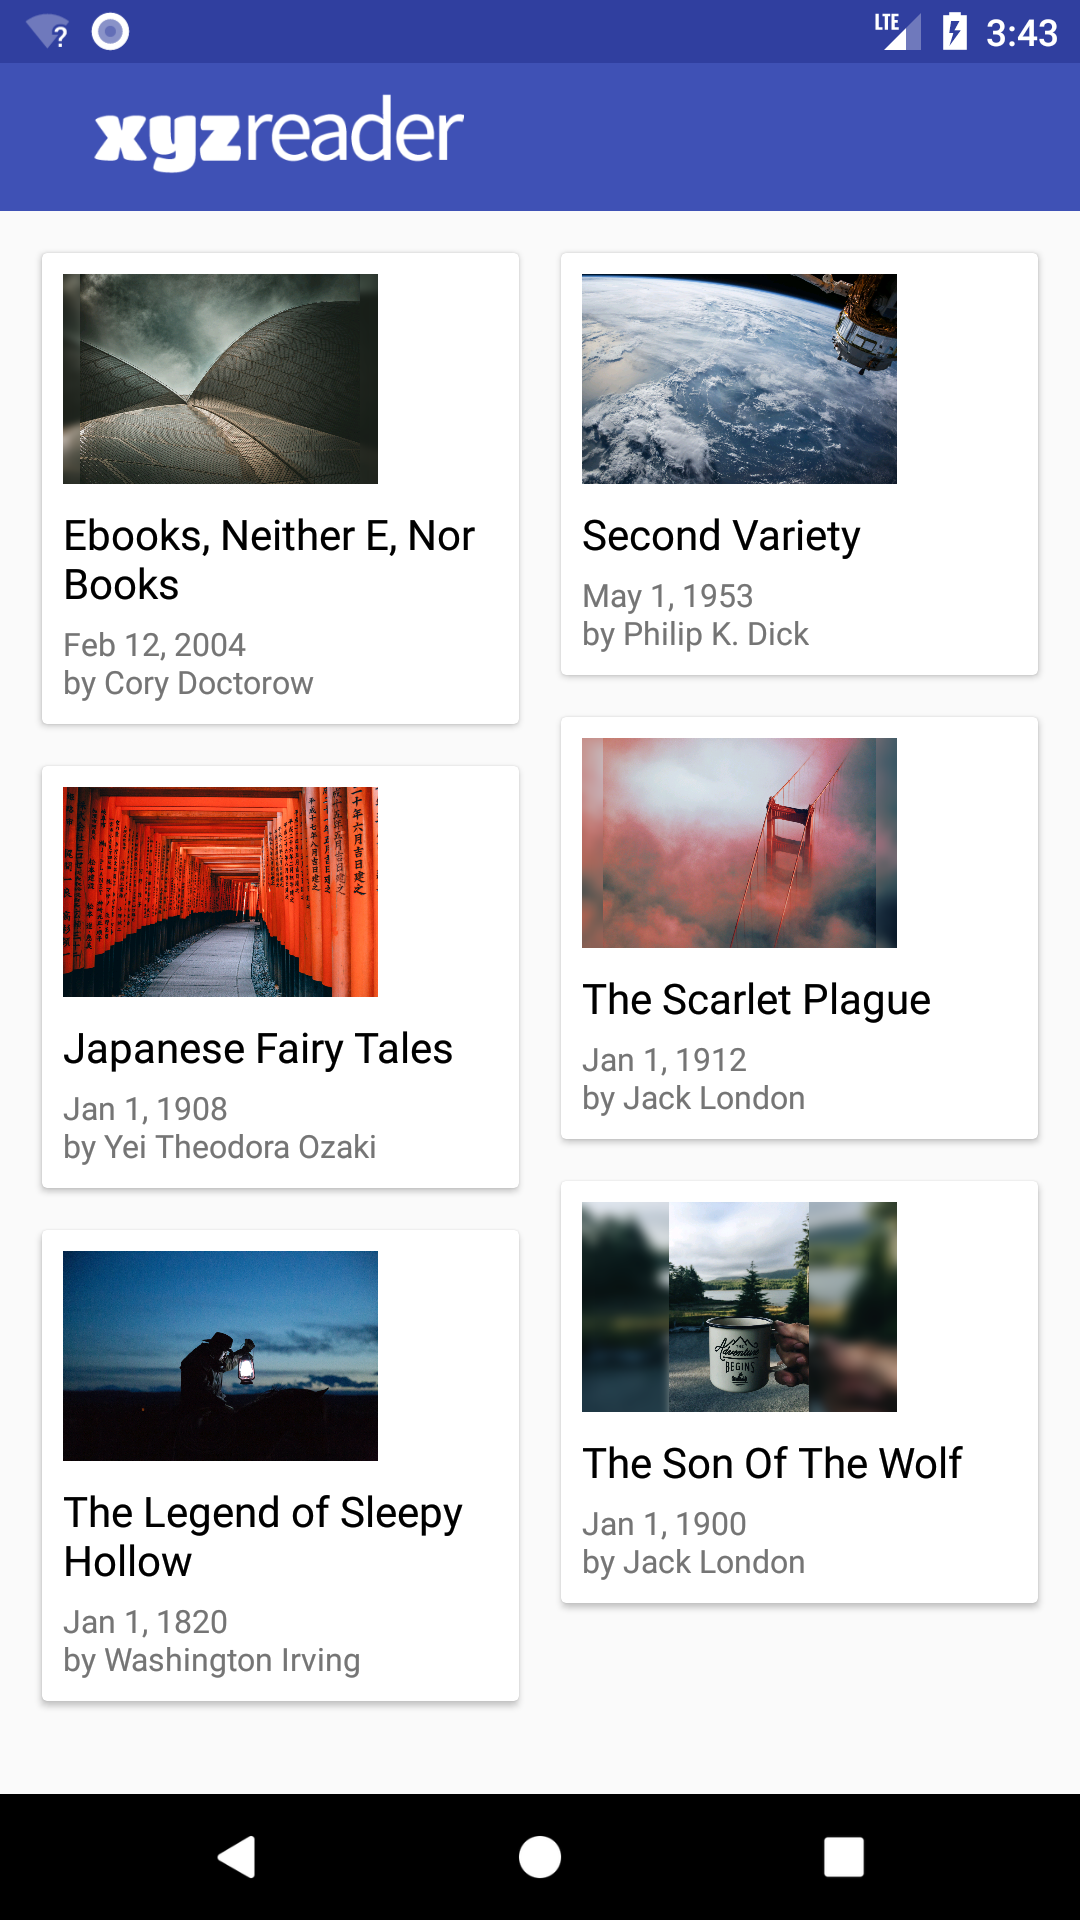 LTE 3:43
xyzreader
Ebooks, Neither E, Nor
Books
Feb 12, 2004
by Cory Doctorow
Second Variety
May 1, 1953
by Philip K. Dick
Japanese Fairy Tales
Jan 1, 1908
by Yei Theodora Ozaki
The Scarlet Plague
Jan 1, 1912
by Jack London
The Legend of Sleepy
Hollow
Jan 1, 1820
by Washington Irving
Adventure
BEGINS
The Son Of The Wolf
Jan 1, 1900
by Jack London